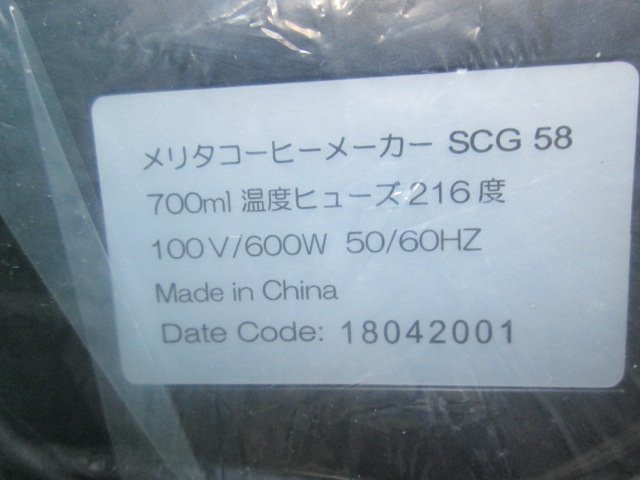 メリタコーヒーメーカー SCG 58
700ml 温度ヒューズ 216 度
100V/600W 50/60HZ
Made in China
Date Code: 18042001